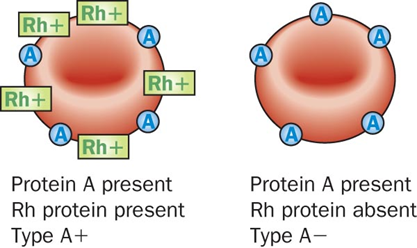 Rh+
Rh+
A
A
A
A
A
Rh+
Rh+
A
A
A
A
Rh+
Protein A present
Rh protein present
Type A+
Protein A present
Rh protein absent
Type A−